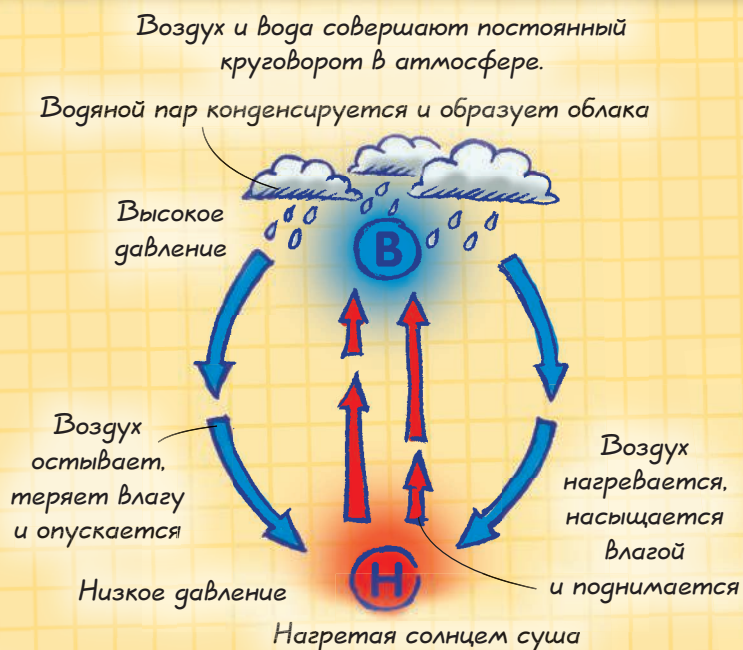 Воздух и вода совершают постоянный
круговорот в атмосфере.
Водяной пар конденсируется и образует облака
Высокое
давление
В
Воздух
остывает,
теряет влагу
и опускается
Воздух
нагревается,
насыщается
влагой
и поднимается
Н
Низкое давление
Нагретая солнцем суша